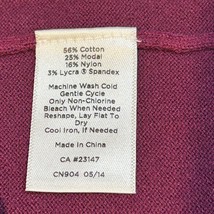 56% Cotton
25% Modal
16% Nylon
3% Lycra ® Spandex
Machine Wash Cold
Gentle Cycle
Only Non-Chlorine
Bleach When Needed
Reshape, Lay Flat To
Dry
Cool Iron, If Needed
Made in China
CA #23147
CN904 05/14